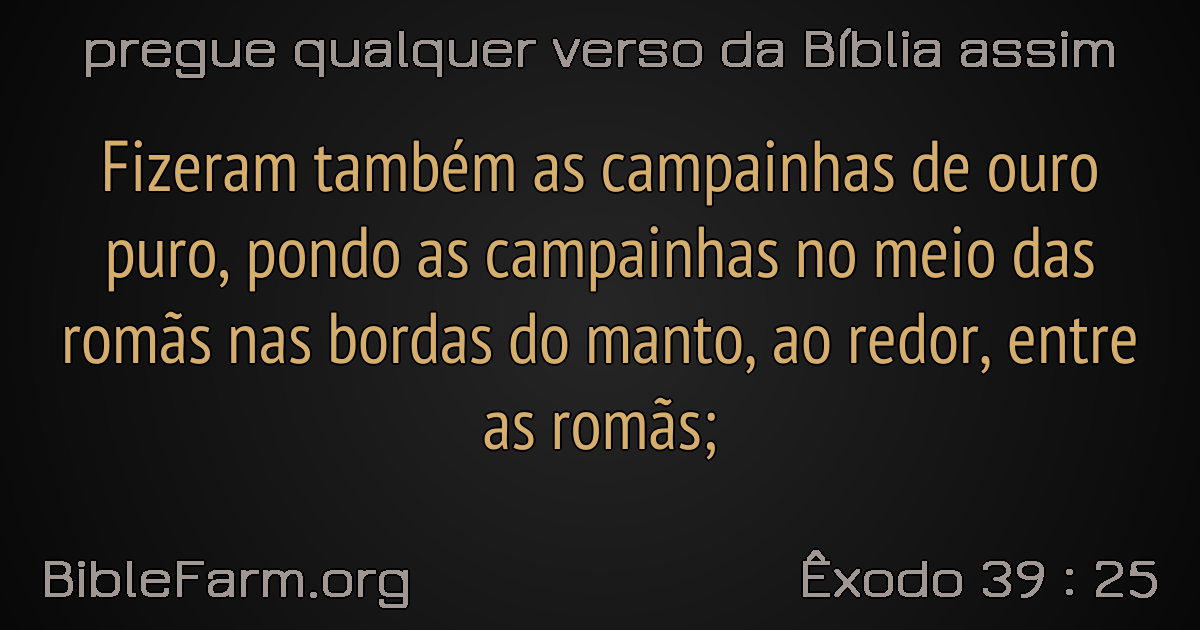 pregue qualquer verso da Bíblia assim
Fizeram também as campainhas de ouro
puro, pondo as campainhas no meio das
romãs nas bordas do manto, ao redor, entre
as romãs;
BibleFarm.org
Êxodo 39 : 25